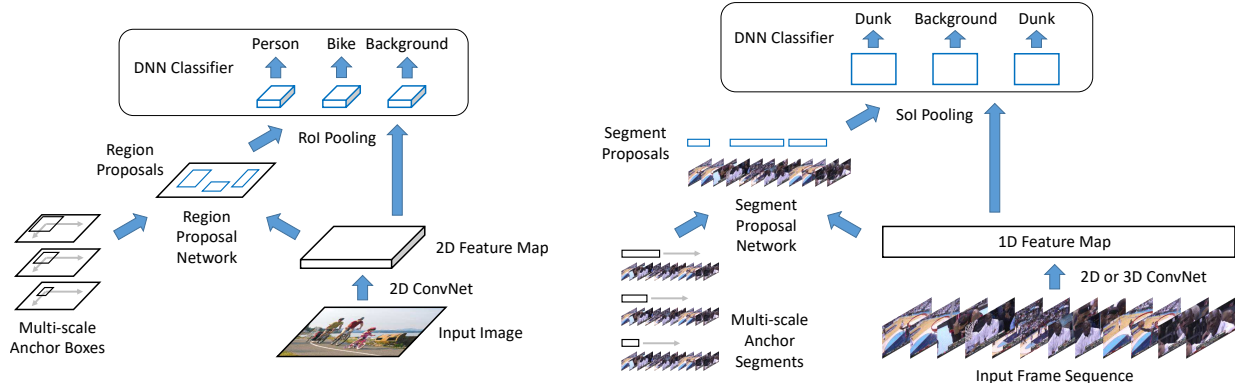 Person Bike Background
DNN Classifier
RoI Pooling
Region
Proposals
Region
Proposal
Network
2D Feature Map
2D ConvNet
Multi-scale
Anchor Boxes
Input Image
Dunk Background Dunk
DNN Classifier
SoI Pooling
Segment
Proposals
Segment
Proposal
Network
1D Feature Map
2D or 3D ConvNet
Multi-scale
Anchor
Segments
Input Frame Sequence